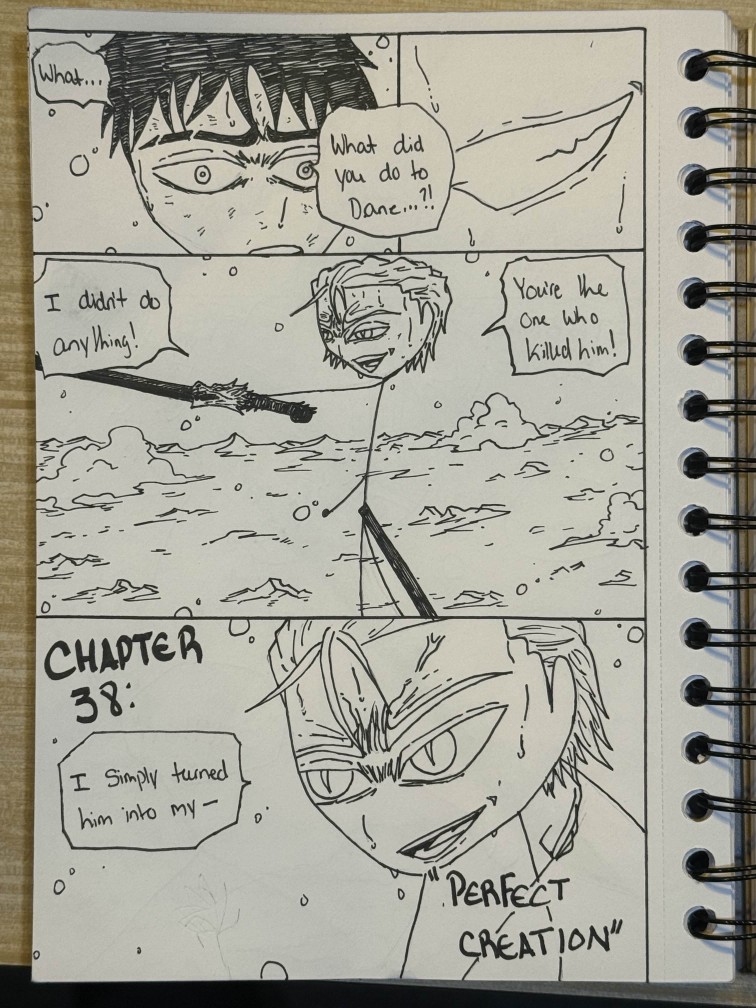 What...
What did
you do to
Dane...?!
I didn't do
anything!
You're the
one who
killed him!
CHAPTER
38:
I simply turned
him into my -
"PERFECT
CREATION"